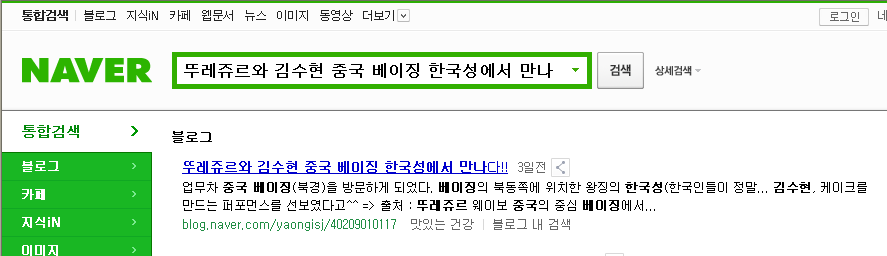 통합검색 블로그 지식iN 카페 웹문서 뉴스 이미지 동영상 더보기 로그인 네
NAVER 뚜레쥬르와 김수현 중국 베이징 한국성에서 만나 검색 상세검색
통합검색
블로그
카페
지식iN
이미지
블로그
뚜레쥬르와 김수현 중국 베이징 한국성에서 만나다!! 3일전
업무차 중국 베이징(북경)을 방문하게 되었다. 베이징의 북동쪽에 위치한 왕징의 한국성(한국인들이 정말... 김수현, 케이크를
만드는 퍼포먼스를 선보였다고^^ => 출처 : 뚜레쥬르 웨이보 중국의 중심 베이징에서...
blog.naver.com/yaongisj/40209010117 맛있는 건강 블로그 내 검색